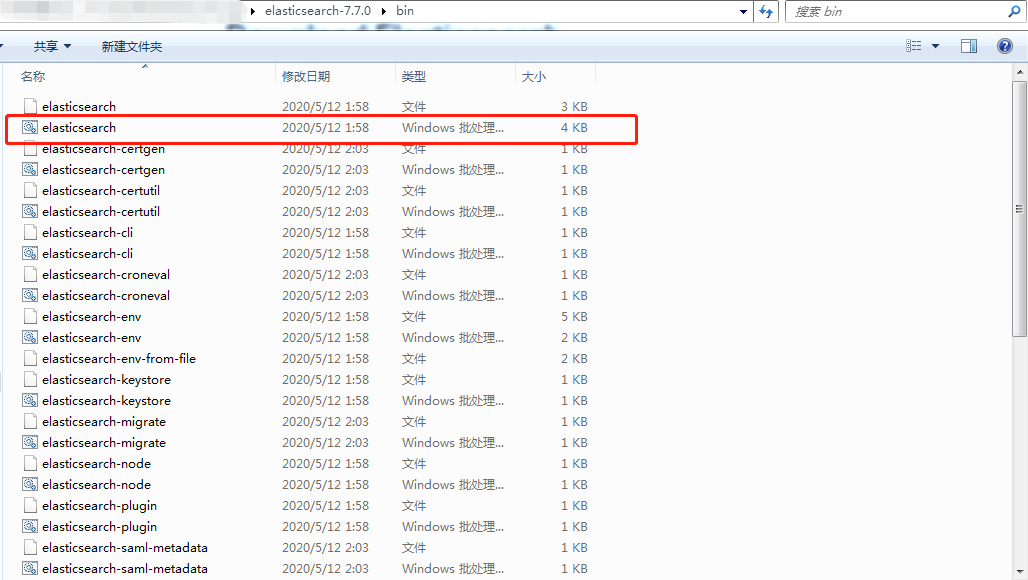 elasticsearch-7.7.0 bin 搜索 bin
共享 新建文件夹
名称 修改日期 类型 大小
elasticsearch 2020/5/12 1:58 文件 3 KB
elasticsearch 2020/5/12 1:58 Windows 批处理... 4 KB
elasticsearch-certgen 2020/5/12 2:03 文件 1 KB
elasticsearch-certgen 2020/5/12 2:03 Windows 批处理... 1 KB
elasticsearch-certutil 2020/5/12 2:03 文件 1 KB
elasticsearch-certutil 2020/5/12 2:03 Windows 批处理... 1 KB
elasticsearch-cli 2020/5/12 1:58 文件 1 KB
elasticsearch-cli 2020/5/12 1:58 Windows 批处理... 1 KB
elasticsearch-croneval 2020/5/12 2:03 文件 1 KB
elasticsearch-croneval 2020/5/12 2:03 Windows 批处理... 1 KB
elasticsearch-env 2020/5/12 1:58 文件 5 KB
elasticsearch-env 2020/5/12 1:58 Windows 批处理... 2 KB
elasticsearch-env-from-file 2020/5/12 1:58 文件 2 KB
elasticsearch-keystore 2020/5/12 1:58 文件 1 KB
elasticsearch-keystore 2020/5/12 1:58 Windows 批处理... 1 KB
elasticsearch-migrate 2020/5/12 2:03 文件 1 KB
elasticsearch-migrate 2020/5/12 2:03 Windows 批处理... 1 KB
elasticsearch-node 2020/5/12 1:58 文件 1 KB
elasticsearch-node 2020/5/12 1:58 Windows 批处理... 1 KB
elasticsearch-plugin 2020/5/12 1:58 文件 1 KB
elasticsearch-plugin 2020/5/12 1:58 Windows 批处理... 1 KB
elasticsearch-saml-metadata 2020/5/12 2:03 文件 1 KB
elasticsearch-saml-metadata 2020/5/12 2:03 Windows 批处理... 1 KB